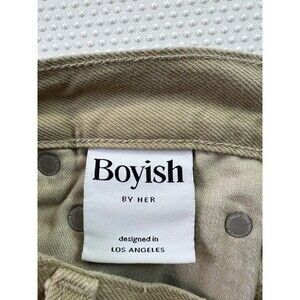 Boyish
BY HER
designed in
LOS ANGELES